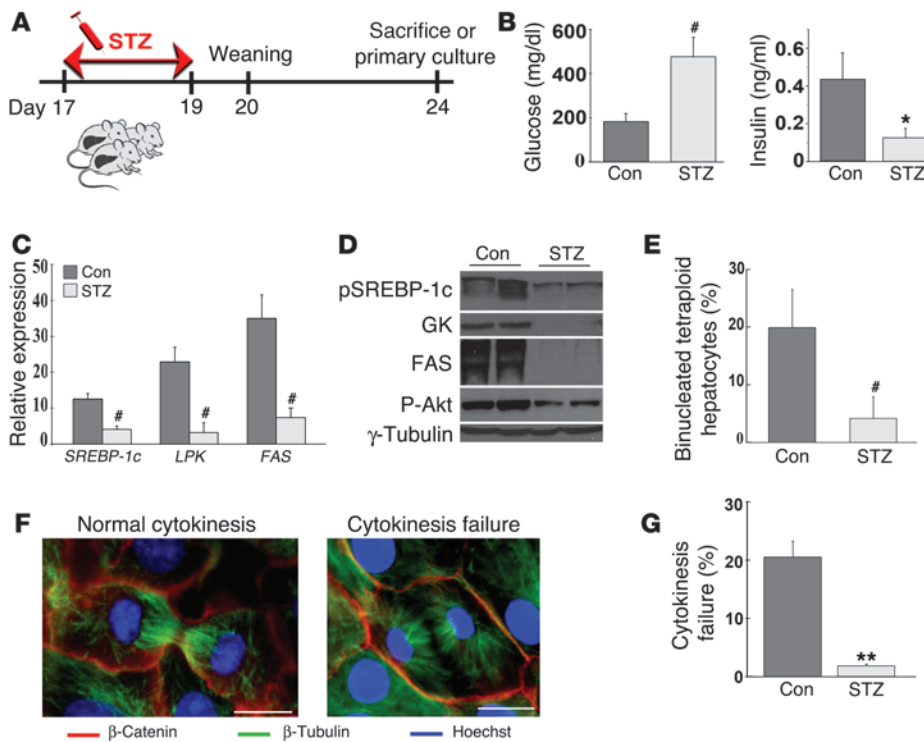 A
STZ
Weaning
Sacrifice or
primary culture
Day 17
19
20
24
B
Glucose (mg/dl)
600
400
200
0
#
Con
STZ
Insulin (ng/ml)
0.6
0.4
0.2
0
*
Con
STZ
C
Relative expression
50
40
30
20
10
0
Con
STZ
#
#
#
SREBP-1c
LPK
FAS
D
Con
STZ
pSREBP-1c
GK
FAS
P-Akt
γ-Tubulin
E
Binucleated tetraploid
hepatocytes (%)
30
20
10
0
#
Con
STZ
F
Normal cytokinesis
Cytokinesis failure
β-Catenin
β-Tubulin
Hoechst
G
Cytokinesis
failure (%)
30
20
10
0
**
Con
STZ